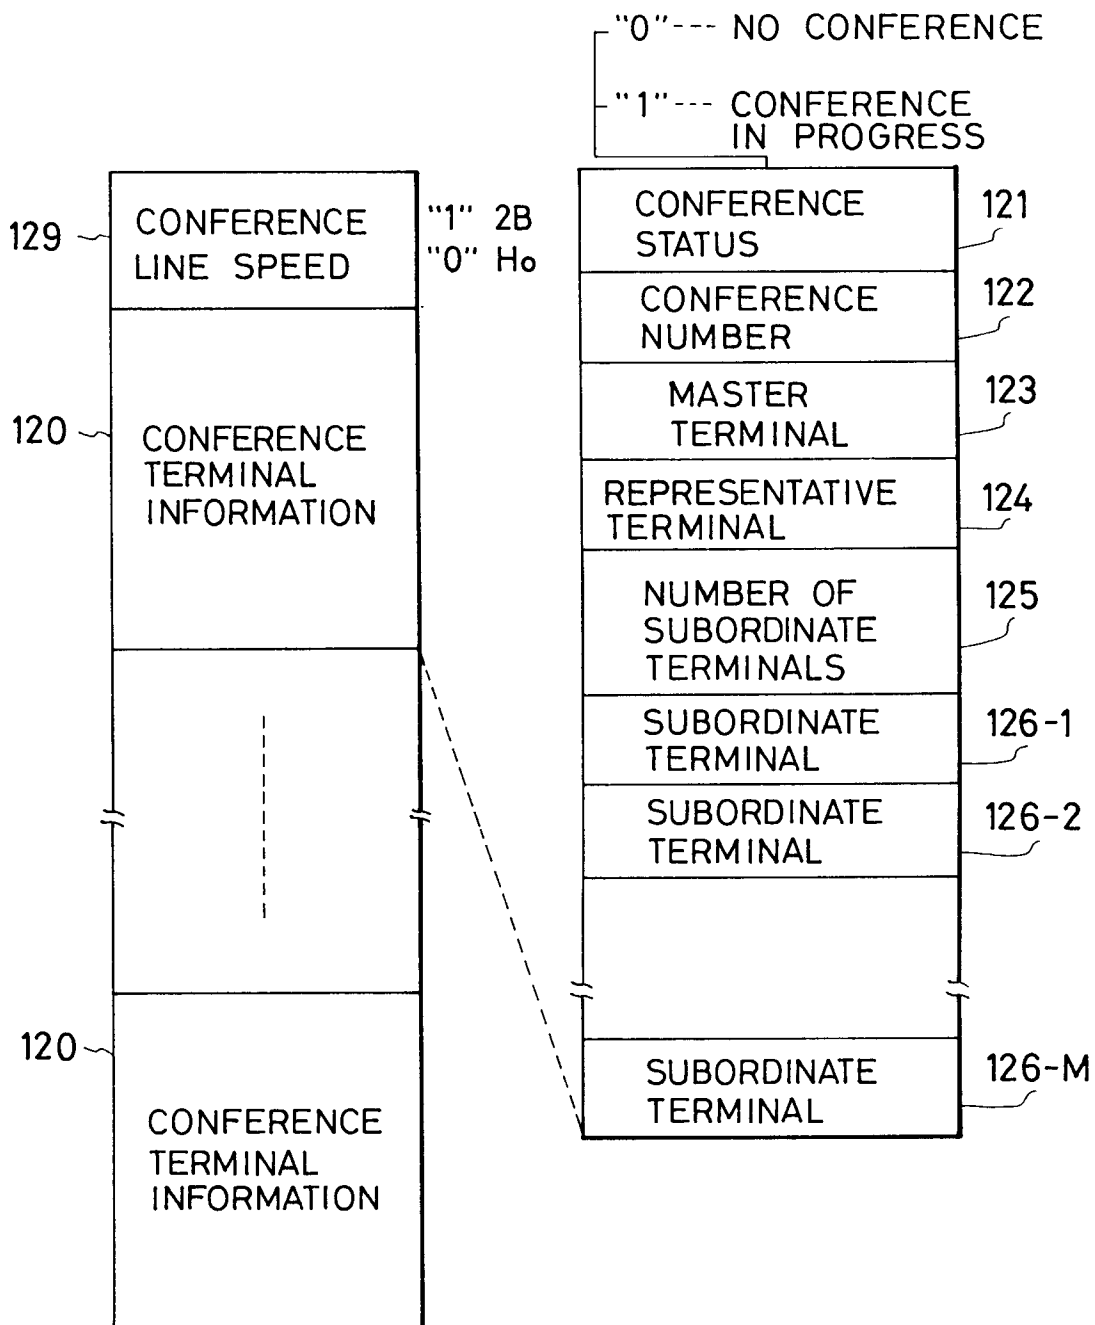 "0"--- NO CONFERENCE
"1"--- CONFERENCE
IN PROGRESS
129
CONFERENCE
LINE SPEED
"1" 2B
"0" Ho
120
CONFERENCE
TERMINAL
INFORMATION
120
CONFERENCE
TERMINAL
INFORMATION
CONFERENCE
STATUS
121
CONFERENCE
NUMBER
122
MASTER
TERMINAL
123
REPRESENTATIVE
TERMINAL
124
NUMBER OF
SUBORDINATE
TERMINALS
125
SUBORDINATE
TERMINAL
126-1
SUBORDINATE
TERMINAL
126-2
SUBORDINATE
TERMINAL
126-M